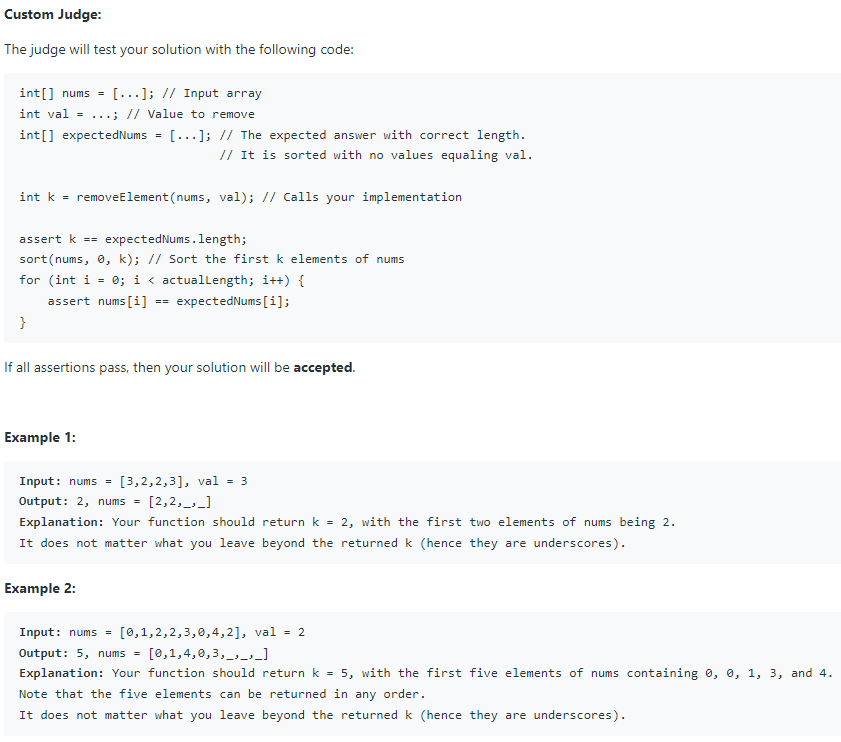 Custom Judge:
The judge will test your solution with the following code:
int[] nums = [...]; // Input array
int val = ...; // Value to remove
int[] expectedNums = [...]; // The expected answer with correct length.
                            // It is sorted with no values equaling val.
int k = removeElement(nums, val); // Calls your implementation
assert k == expectedNums.length;
sort(nums, 0, k); // Sort the first k elements of nums
for (int i = 0; i < actualLength; i++) {
    assert nums[i] == expectedNums[i];
}
If all assertions pass, then your solution will be accepted.
Example 1:
Input: nums = [3,2,2,3], val = 3
Output: 2, nums = [2,2,_,_]
Explanation: Your function should return k = 2, with the first two elements of nums being 2.
It does not matter what you leave beyond the returned k (hence they are underscores).
Example 2:
Input: nums = [0,1,2,2,3,0,4,2], val = 2
Output: 5, nums = [0,1,4,0,3,_,_,_]
Explanation: Your function should return k = 5, with the first five elements of nums containing 0, 0, 1, 3, and 4.
Note that the five elements can be returned in any order.
It does not matter what you leave beyond the returned k (hence they are underscores).